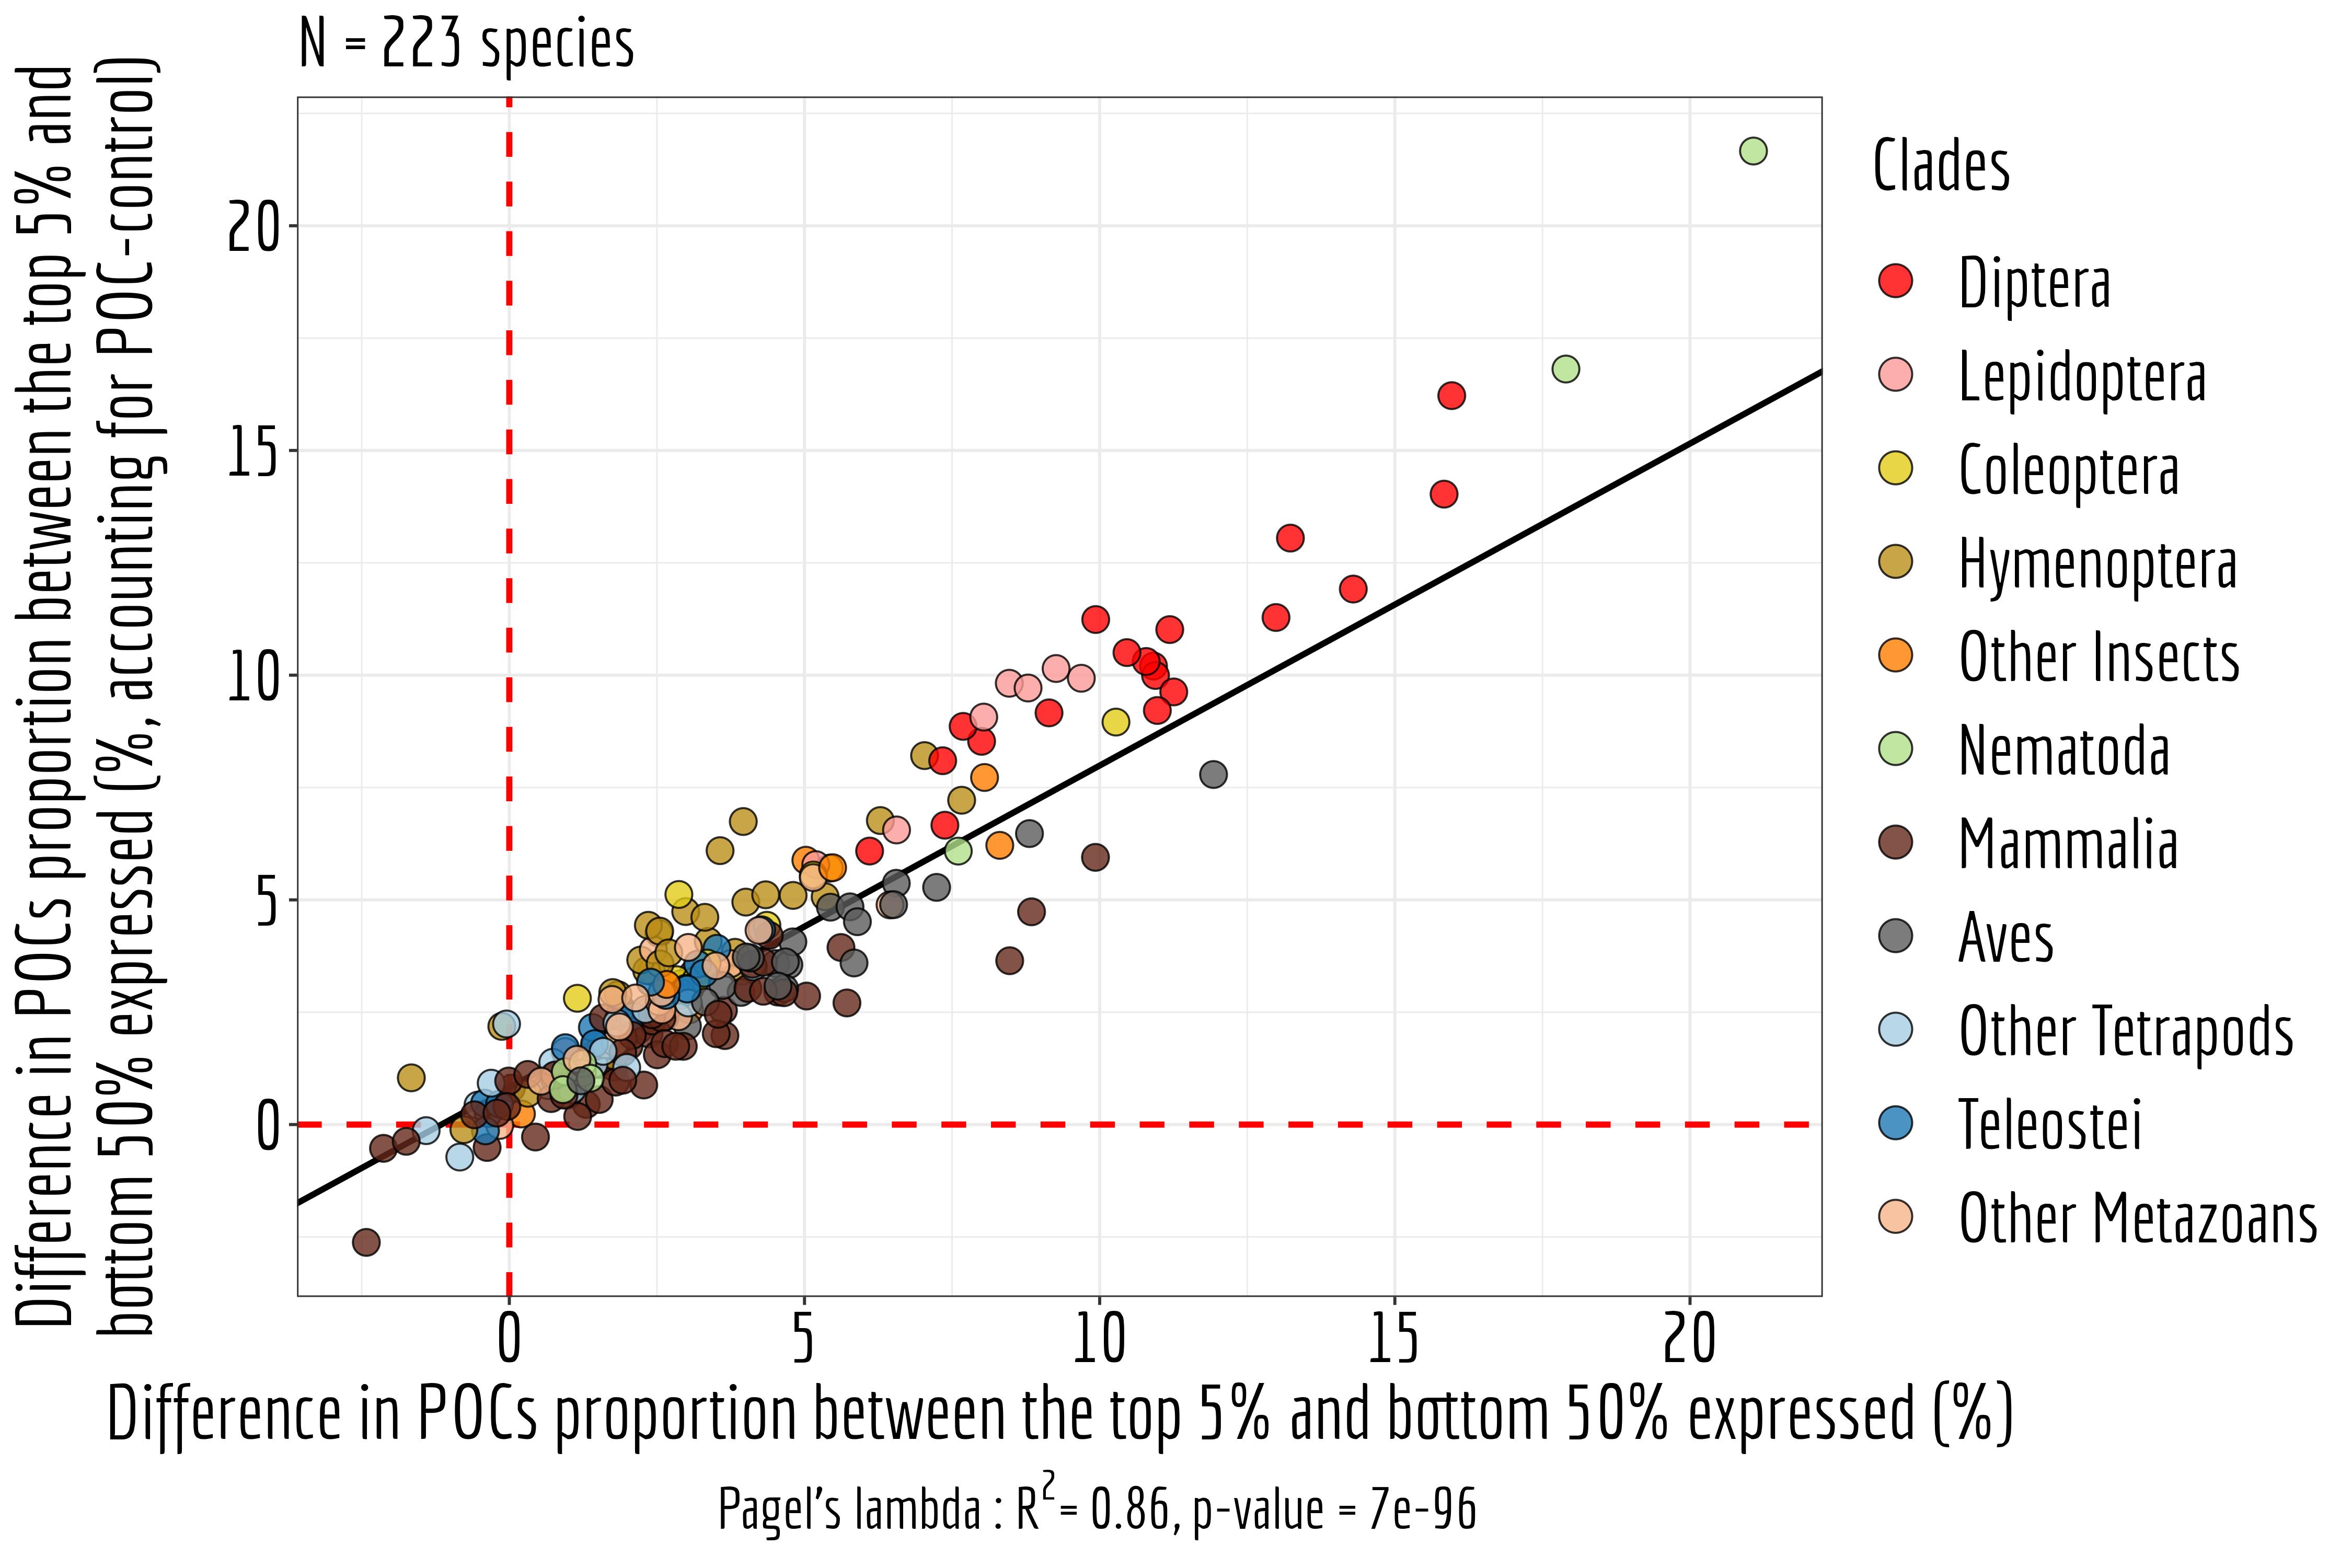 N = 223 species
Difference in POCs proportion between the top 5% and
bottom 50% expressed (%, accounting for POC-control)
20
15
10
5
0
0
5
10
15
20
Difference in POCs proportion between the top 5% and bottom 50% expressed (%)
Pagel's lambda : R²= 0.86, p-value = 7e-96
Clades
Diptera
Lepidoptera
Coleoptera
Hymenoptera
Other Insects
Nematoda
Mammalia
Aves
Other Tetrapods
Teleostei
Other Metazoans